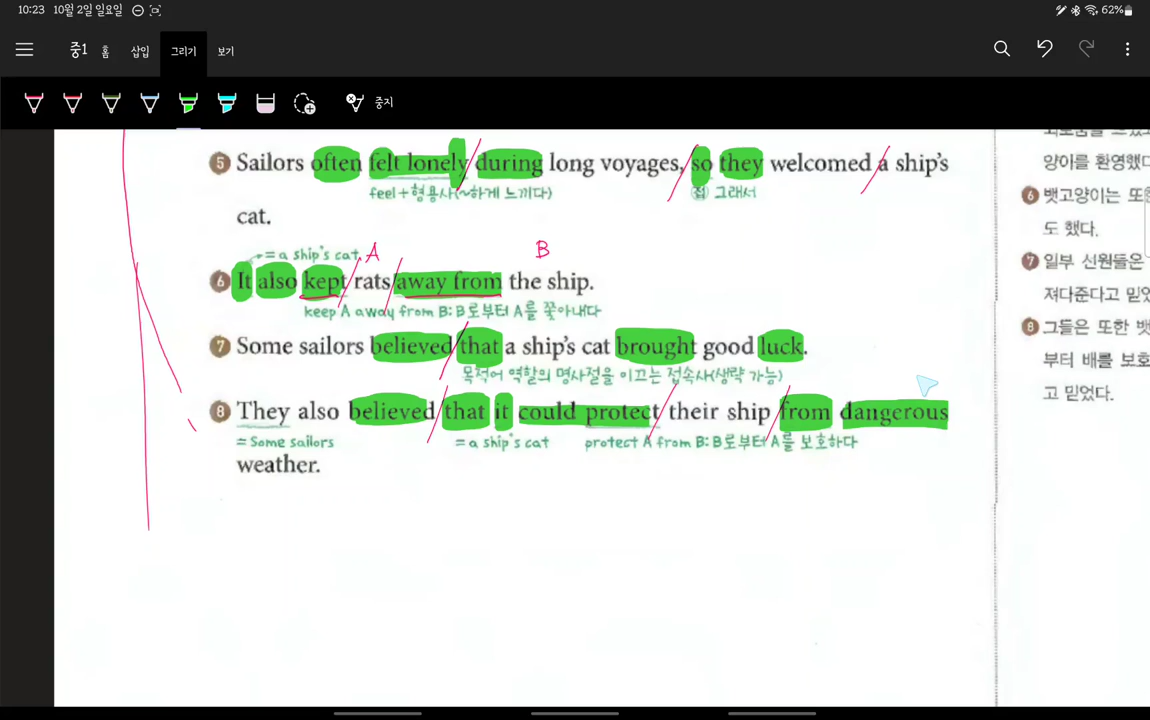 10:23 10월 2일 일요일 62%
중1 홈 삽입 그리기 보기
중지
5 Sailors often felt lonely during long voyages, so they welcomed a ship's
feel+형용사(~하게 느끼다) 접 그래서
cat.
= a ship's cat A B
6 It also kept rats away from the ship.
keep A away from B: B로부터 A를 쫓아내다
7 Some sailors believed that a ship's cat brought good luck.
목적어 역할의 명사절을 이끄는 접속사(생략 가능)
8 They also believed that it could protect their ship from dangerous
= Some sailors = a ship's cat protect A from B: B로부터 A를 보호하다
weather.
양이를 환영했다
6 뱃고양이는 또
도 했다.
7 일부 선원들은
져다준다고 믿었
8 그들은 또한 뱃
부터 배를 보호
고 믿었다.